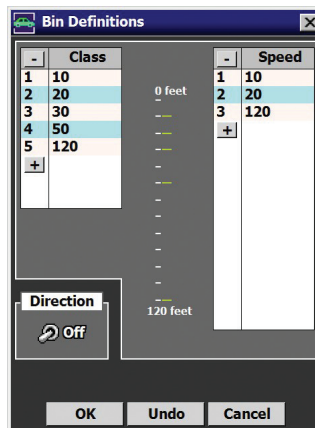 Bin Definitions
- Class
1 10
2 20
3 30
4 50
5 120
+
0 feet
120 feet
- Speed
1 10
2 20
3 120
+
Direction
Off
OK Undo Cancel